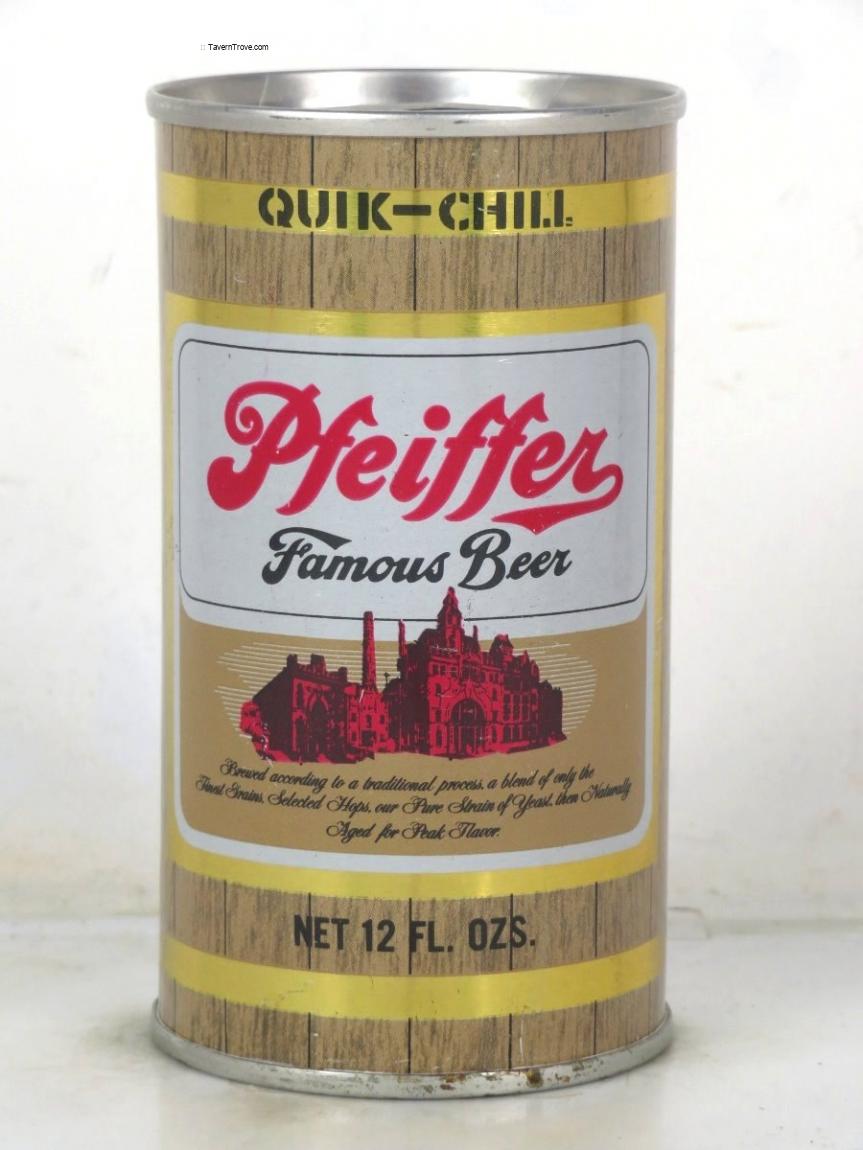 :: TavernTrove.com
QUIK-CHILL
Pfeiffer
Famous Beer
Brewed according to a traditional process, a blend of only the
Finest Grains, Selected Hops, our Pure Strain of Yeast, then Naturally
Aged for Peak Flavor.
NET 12 FL. OZS.